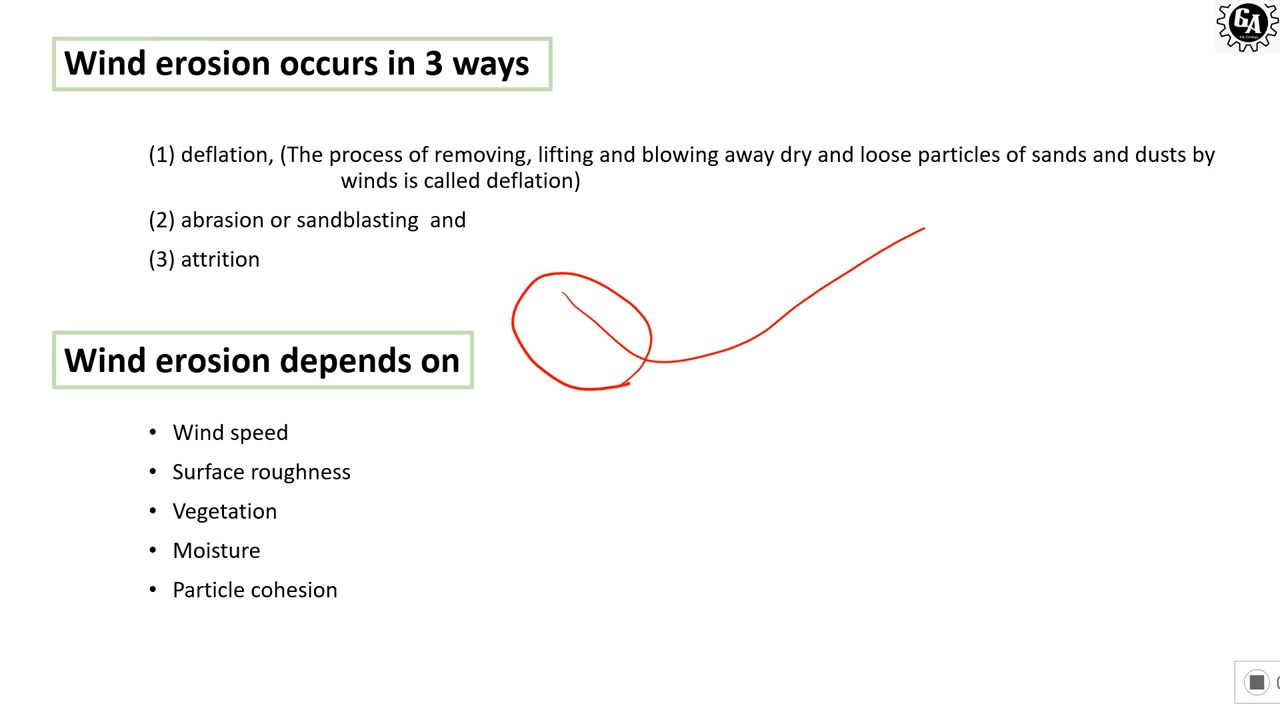 GA
Wind erosion occurs in 3 ways
(1) deflation, (The process of removing, lifting and blowing away dry and loose particles of sands and dusts by
winds is called deflation)
(2) abrasion or sandblasting and
(3) attrition
Wind erosion depends on
• Wind speed
• Surface roughness
• Vegetation
• Moisture
• Particle cohesion